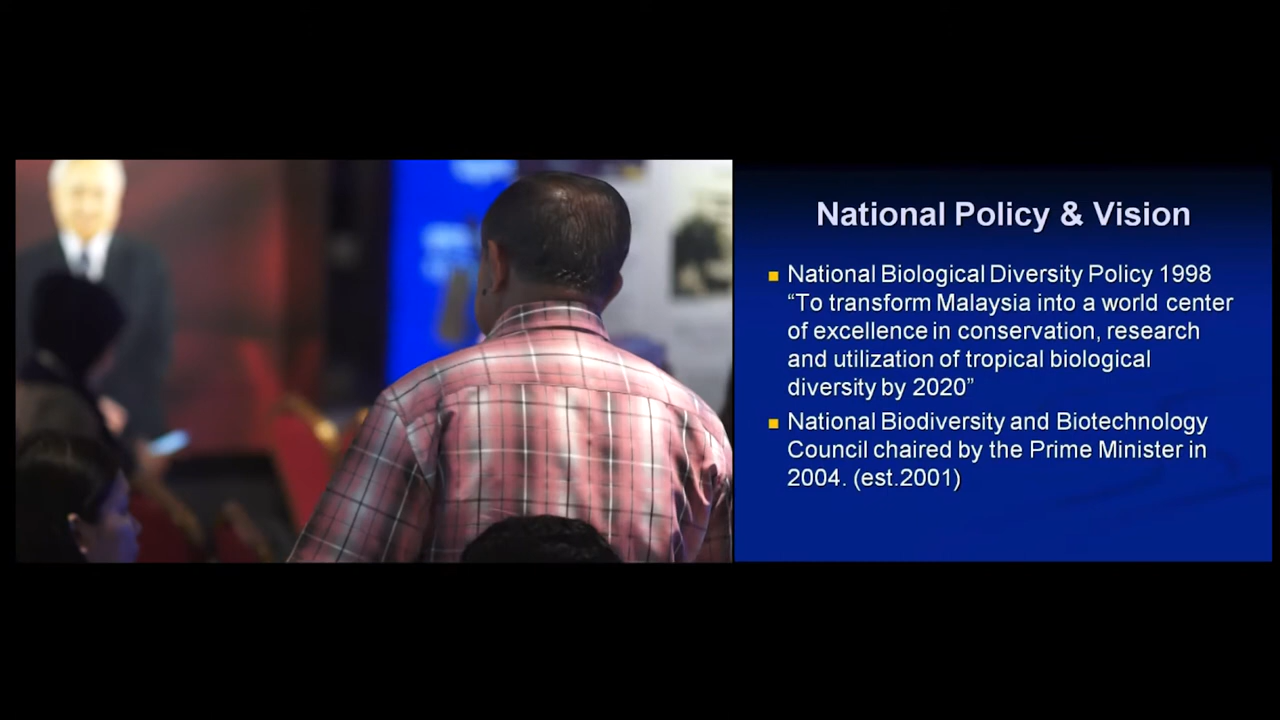 National Policy & Vision
National Biological Diversity Policy 1998
“To transform Malaysia into a world center
of excellence in conservation, research
and utilization of tropical biological
diversity by 2020”
National Biodiversity and Biotechnology
Council chaired by the Prime Minister in
2004. (est.2001)